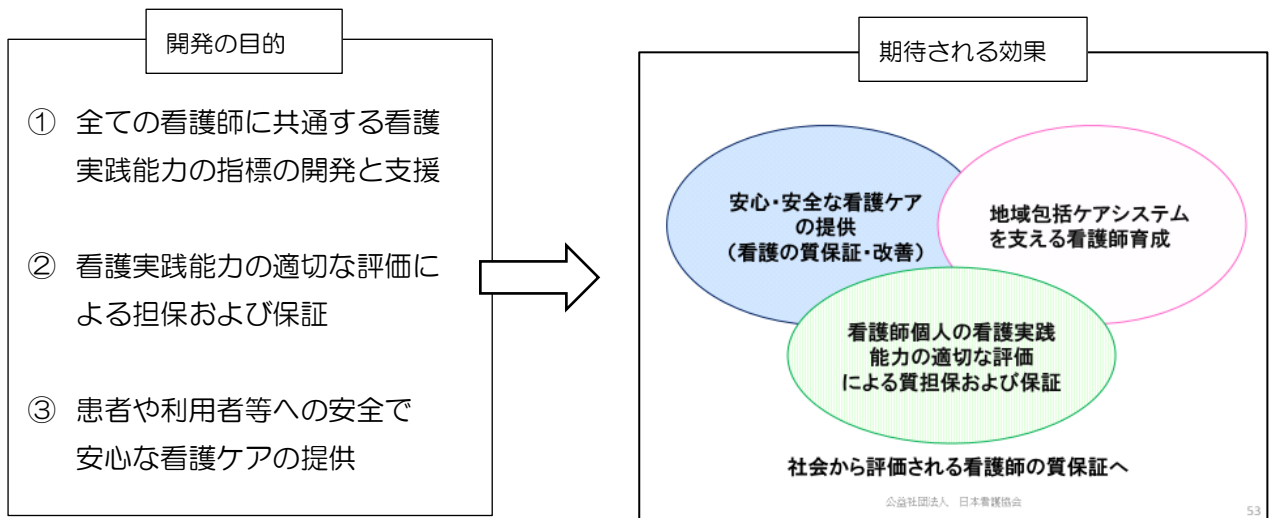 開発の目的
① 全ての看護師に共通する看護
実践能力の指標の開発と支援
② 看護実践能力の適切な評価に
よる担保および保証
③ 患者や利用者等への安全で
安心な看護ケアの提供
期待される効果
安心・安全な看護ケア
の提供
（看護の質保証・改善）
地域包括ケアシステム
を支える看護師育成
看護師個人の看護実践
能力の適切な評価
による質担保および保証
社会から評価される看護師の質保証へ
公益社団法人 日本看護協会
53